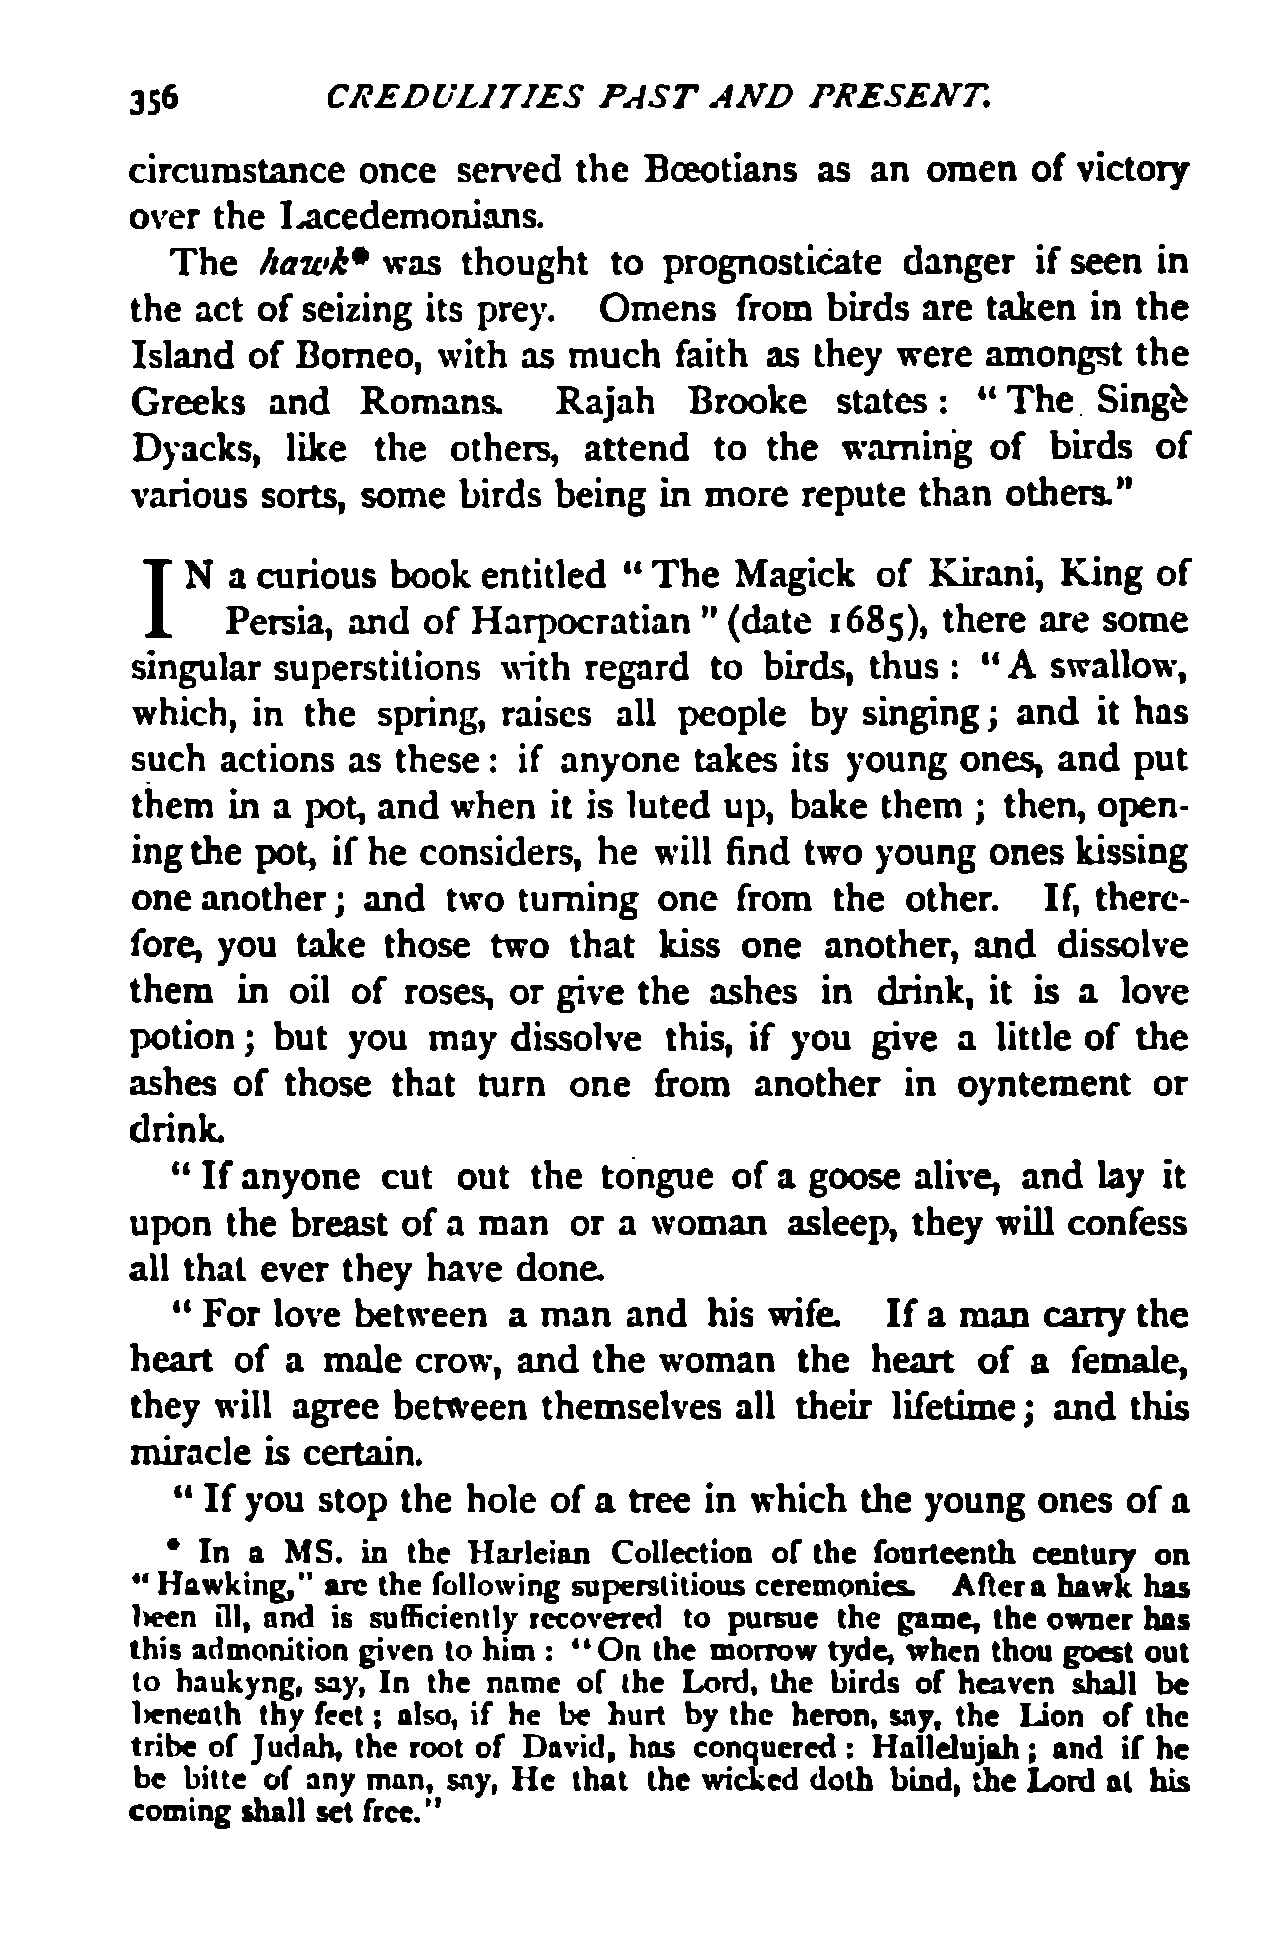 356 CREDULITIES PAST AND PRESENT.
circumstance once served the Bœotians as an omen of victory
over the Lacedemonians.
The hawk* was thought to prognosticate danger if seen in
the act of seizing its prey. Omens from birds are taken in the
Island of Borneo, with as much faith as they were amongst the
Greeks and Romans. Rajah Brooke states : “ The Singè
Dyacks, like the others, attend to the warning of birds of
various sorts, some birds being in more repute than others.”
IN a curious book entitled “ The Magick of Kirani, King of
Persia, and of Harpocratian ” (date 1685), there are some
singular superstitions with regard to birds, thus : “ A swallow,
which, in the spring, raises all people by singing ; and it has
such actions as these : if anyone takes its young ones, and put
them in a pot, and when it is luted up, bake them ; then, open-
ing the pot, if he considers, he will find two young ones kissing
one another ; and two turning one from the other. If, there-
fore, you take those two that kiss one another, and dissolve
them in oil of roses, or give the ashes in drink, it is a love
potion ; but you may dissolve this, if you give a little of the
ashes of those that turn one from another in oyntement or
drink.
“ If anyone cut out the tongue of a goose alive, and lay it
upon the breast of a man or a woman asleep, they will confess
all that ever they have done.
“ For love between a man and his wife. If a man carry the
heart of a male crow, and the woman the heart of a female,
they will agree between themselves all their lifetime ; and this
miracle is certain.
“ If you stop the hole of a tree in which the young ones of a
* In a MS. in the Harleian Collection of the fourteenth century on
“ Hawking,” are the following superstitious ceremonies. After a hawk has
been ill, and is sufficiently recovered to pursue the game, the owner has
this admonition given to him : “ On the morrow tyde, when thou goest out
to haukyng, say, In the name of the Lord, the birds of heaven shall be
beneath thy feet ; also, if he be hurt by the heron, say, the Lion of the
tribe of Judah, the root of David, has conquered : Hallelujah ; and if he
be bitte of any man, say, He that the wicked doth bind, the Lord at his
coming shall set free.”